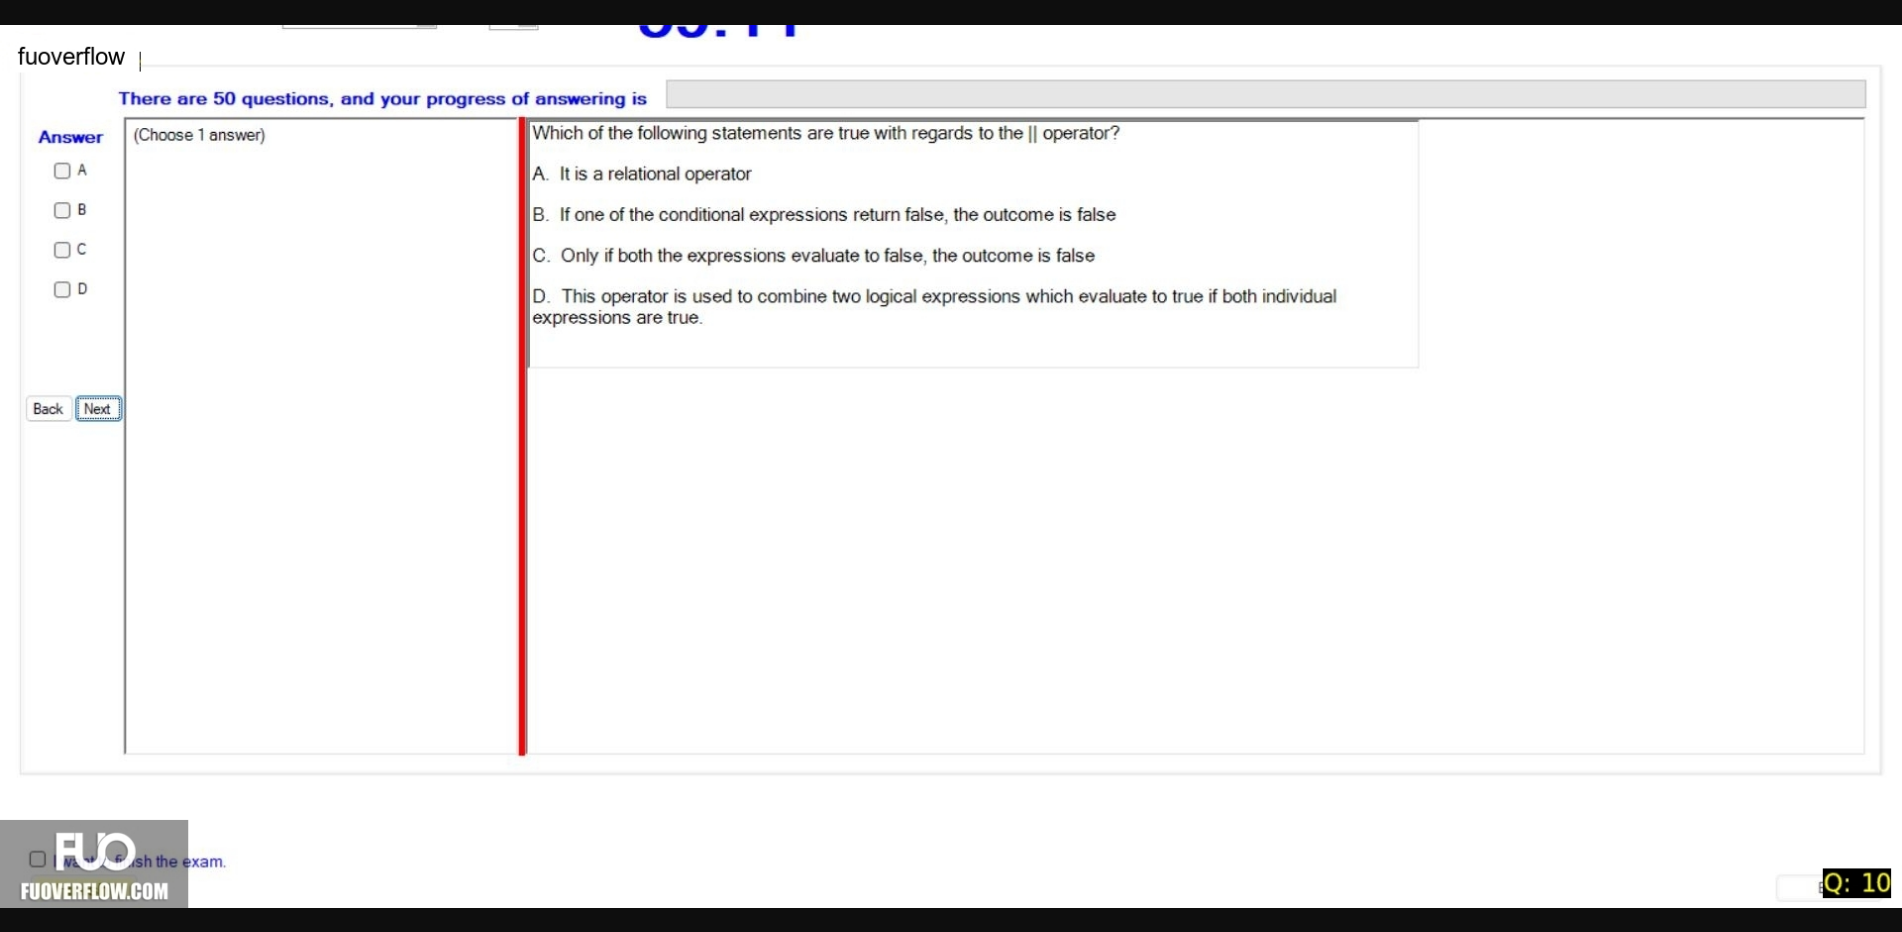 fuoverflow
There are 50 questions, and your progress of answering is
Answer
(Choose 1 answer)
A
B
C
D
Back
Next
Which of the following statements are true with regards to the || operator?
A. It is a relational operator
B. If one of the conditional expressions return false, the outcome is false
C. Only if both the expressions evaluate to false, the outcome is false
D. This operator is used to combine two logical expressions which evaluate to true if both individual
expressions are true.
FUO
the exam.
FUOVERFLOW.COM
Q: 10